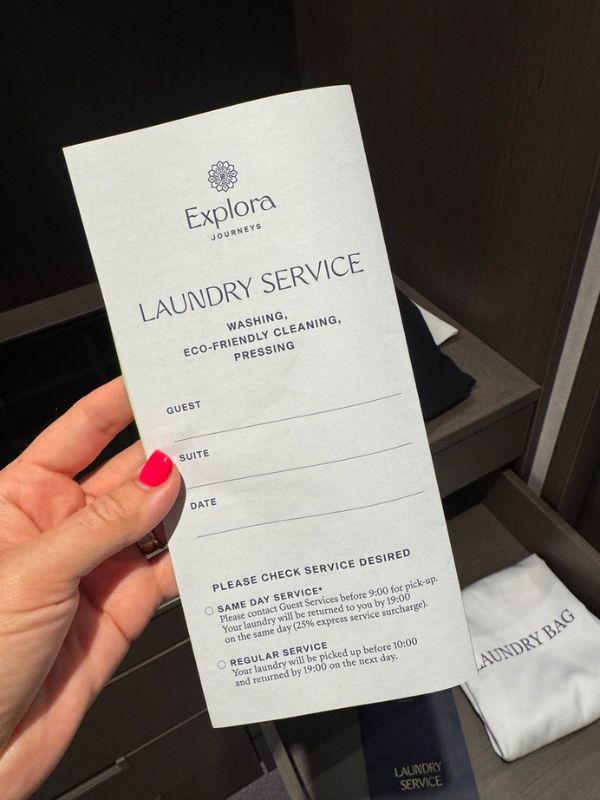 Explora
JOURNEYS
LAUNDRY SERVICE
WASHING,
ECO-FRIENDLY CLEANING,
PRESSING
GUEST
SUITE
DATE
PLEASE CHECK SERVICE DESIRED
SAME DAY SERVICE*
Please contact Guest Services before 9:00 for pick-up.
Your laundry will be returned to you by 19:00
on the same day (25% express service surcharge).
REGULAR SERVICE
Your laundry will be picked up before 10:00
and returned by 19:00 on the next day.
LAUNDRY BAG
LAUNDRY
SERVICE